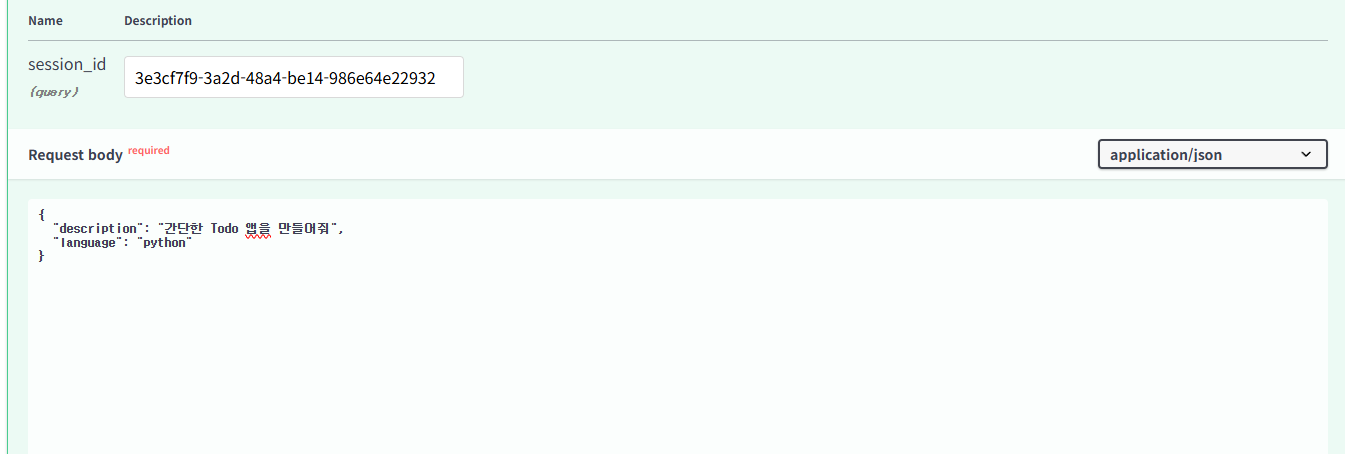 Name Description
session_id 3e3cf7f9-3a2d-48a4-be14-986e64e22932
(query)
Request body required application/json
{
"description": "간단한 Todo 앱을 만들어줘",
"language": "python"
}